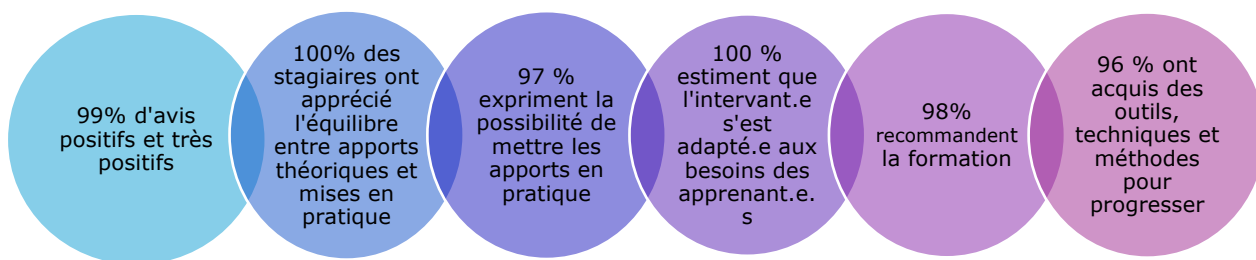 99% d'avis
positifs et très
positifs
100% des
stagiaires ont
apprécié
l'équilibre
entre apports
théoriques et
mises en
pratique
97 %
expriment la
possibilité de
mettre les
apports en
pratique
100 %
estiment que
l'intervant.e
s'est
adapté.e aux
besoins des
apprenant.e.
s
98%
recommandent
la formation
96 % ont
acquis des
outils,
techniques et
méthodes
pour
progresser